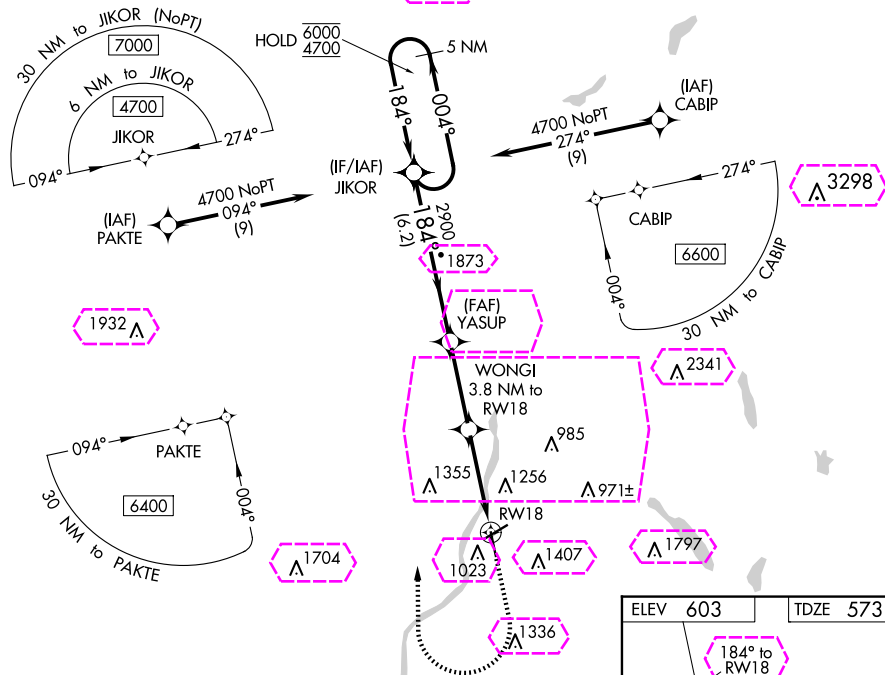 30 NM to JIKOR (NoPT)
7000
6 NM to JIKOR
4700
JIKOR
094°
274°
HOLD 6000
4700
5 NM
184°
004°
(IF/IAF)
JIKOR
(IAF)
CABIP
4700 NoPT
274°
(9)
274°
CABIP
6600
004°
30 NM to CABIP
3298
4700 NoPT
094°
(9)
(IAF)
PAKTE
2900
184°
(6.2)
1873
1932
(FAF)
YASUP
2341
WONGI
3.8 NM to
RW18
985
1355
1256
971±
RW18
094°
PAKTE
6400
004°
30 NM to PAKTE
1704
1023
1407
1797
1336
ELEV 603
TDZE 573
184° to
RW18